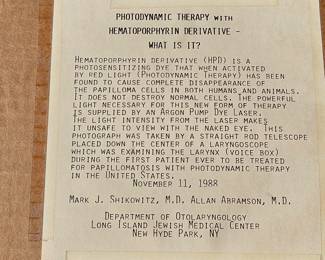 PHOTODYNAMIC THERAPY WITH
HEMATOPORPHYRIN DERIVATIVE -
WHAT IS IT?
HEMATOPORPHYRIN DERIVATIVE (HPD) IS A
PHOTOSENSITIZING DYE THAT WHEN ACTIVATED
BY RED LIGHT (PHOTODYNAMIC THERAPY) HAS BEEN
FOUND TO CAUSE COMPLETE DISAPPEARANCE OF
THE PAPILLOMA CELLS IN BOTH HUMANS AND ANIMALS.
IT DOES NOT DESTROY NORMAL CELLS. THE POWERFUL
LIGHT NECESSARY FOR THIS NEW FORM OF THERAPY
IS SUPPLIED BY AN ARGON PUMP DYE LASER.
THE LIGHT INTENSITY FROM THE LASER MAKES
IT UNSAFE TO VIEW WITH THE NAKED EYE. THIS
PHOTOGRAPH WAS TAKEN BY A STRAIGHT ROD TELESCOPE
PLACED DOWN THE CENTER OF A LARYNGOSCOPE
WHICH WAS EXAMINING THE LARYNX (VOICE BOX)
DURING THE FIRST PATIENT EVER TO BE TREATED
FOR PAPILLOMATOSIS WITH PHOTODYNAMIC THERAPY
IN THE UNITED STATES.
NOVEMBER 11, 1988
MARK J. SHIKOWITZ, M.D. ALLAN ABRAMSON, M.D.
DEPARTMENT OF OTOLARYNGOLOGY
LONG ISLAND JEWISH MEDICAL CENTER
NEW HYDE PARK, NY